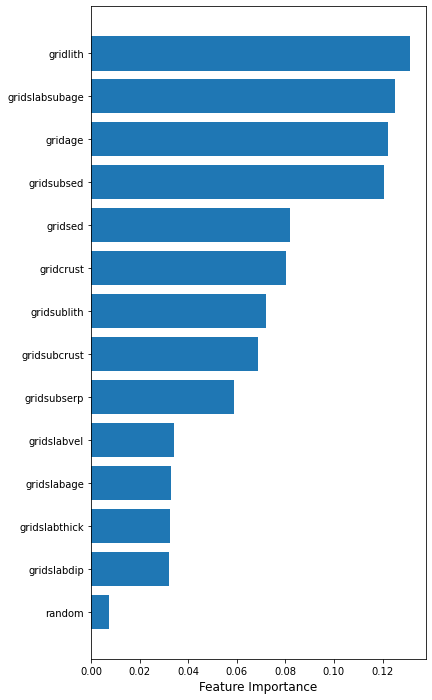 gridlith
gridslabsubage
gridage
gridsubsed
gridsed
gridcrust
gridsublith
gridsubcrust
gridsubserp
gridslabvel
gridslabage
gridslabthick
gridslabdip
random
0.00 0.02 0.04 0.06 0.08 0.10 0.12
Feature Importance